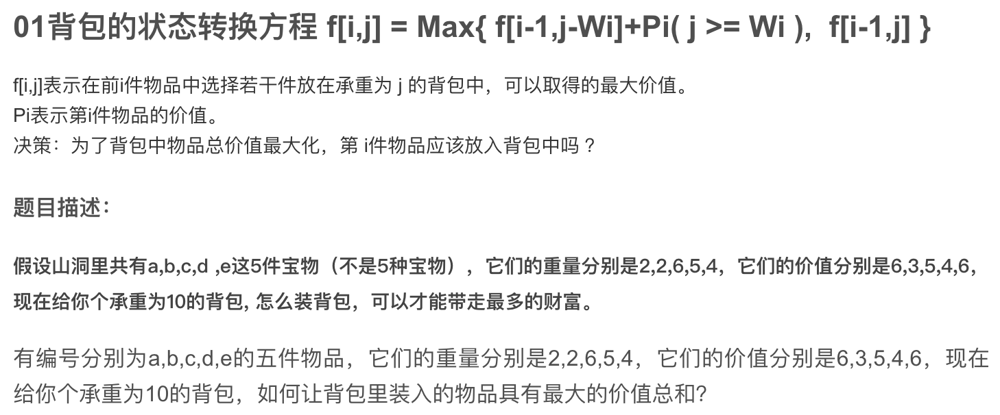 01背包的状态转换方程 f[i,j] = Max{ f[i-1,j-Wi]+Pi( j >= Wi ),  f[i-1,j] }
f[i,j]表示在前i件物品中选择若干件放在承重为 j 的背包中，可以取得的最大价值。
Pi表示第i件物品的价值。
决策：为了背包中物品总价值最大化，第 i件物品应该放入背包中吗 ？
题目描述：
假设山洞里共有a,b,c,d ,e这5件宝物（不是5种宝物），它们的重量分别是2,2,6,5,4，它们的价值分别是6,3,5,4,6，
现在给你个承重为10的背包, 怎么装背包，可以才能带走最多的财富。
有编号分别为a,b,c,d,e的五件物品，它们的重量分别是2,2,6,5,4，它们的价值分别是6,3,5,4,6，现在
给你个承重为10的背包，如何让背包里装入的物品具有最大的价值总和?